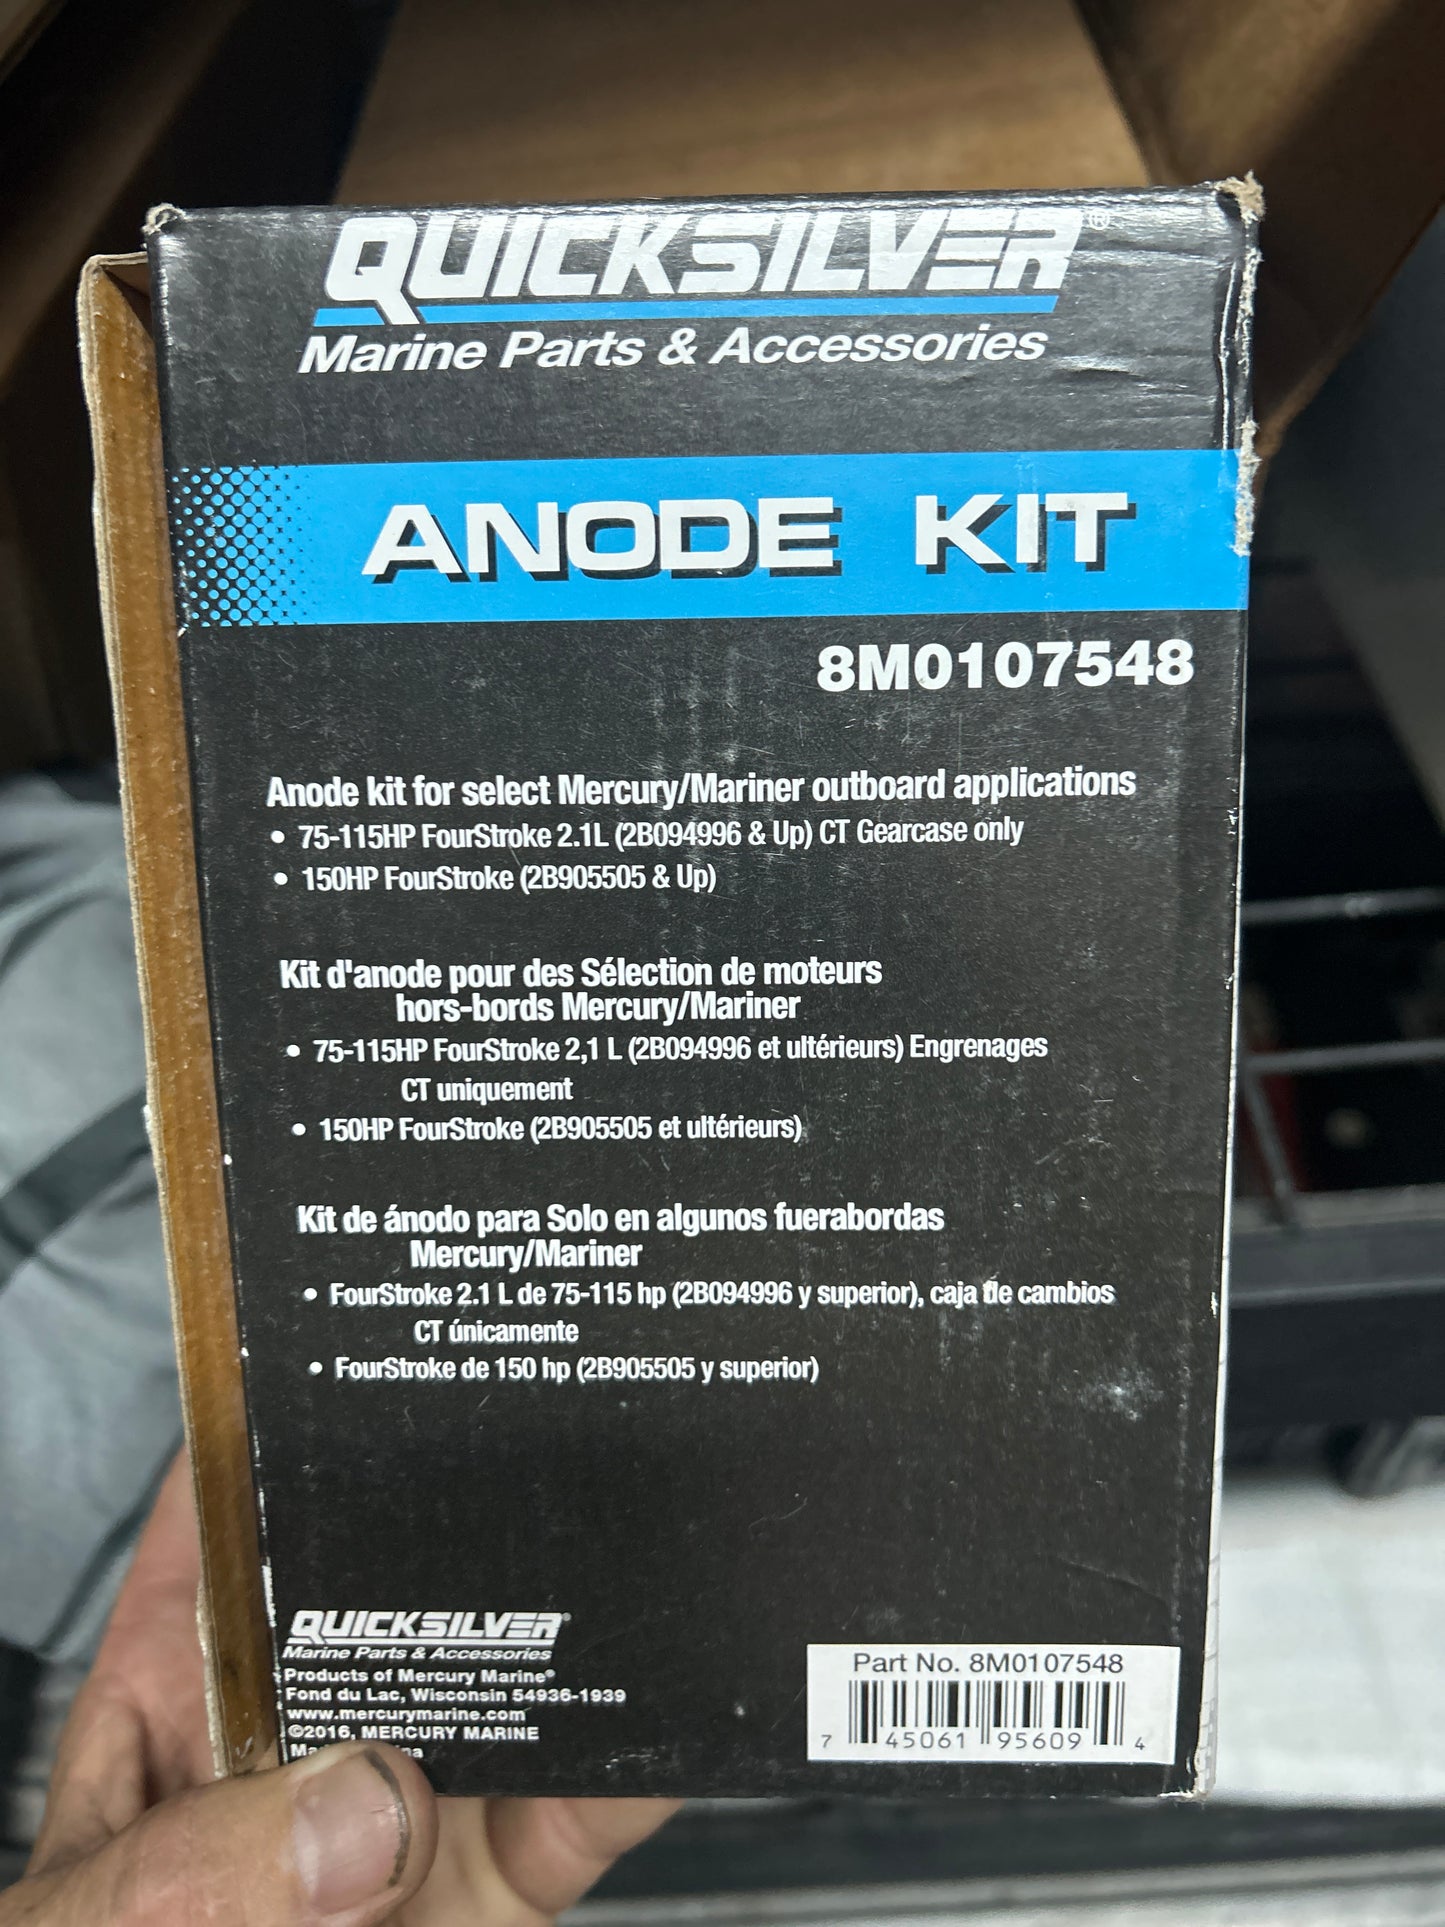 QUICKSILVER®
Marine Parts & Accessories
ANODE KIT
8M0107548
Anode kit for select Mercury/Mariner outboard applications
• 75-115HP FourStroke 2.1L (2B094996 & Up) CT Gearcase only
• 150HP FourStroke (2B905505 & Up)
Kit d'anode pour des Sélection de moteurs
hors-bords Mercury/Mariner
• 75-115HP FourStroke 2,1 L (2B094996 et ultérieurs) Engrenages
CT uniquement
• 150HP FourStroke (2B905505 et ultérieurs)
Kit de ánodo para Solo en algunos fuerabordas
Mercury/Mariner
• FourStroke 2.1 L de 75-115 hp (2B094996 y superior), caja de cambios
CT únicamente
• FourStroke de 150 hp (2B905505 y superior)
QUICKSILVER®
Marine Parts & Accessories
Products of Mercury Marine®
Fond du Lac, Wisconsin 54936-1939
www.mercurymarine.com
©2016, MERCURY MARINE
Part No. 8M0107548
7 45061 95609 4